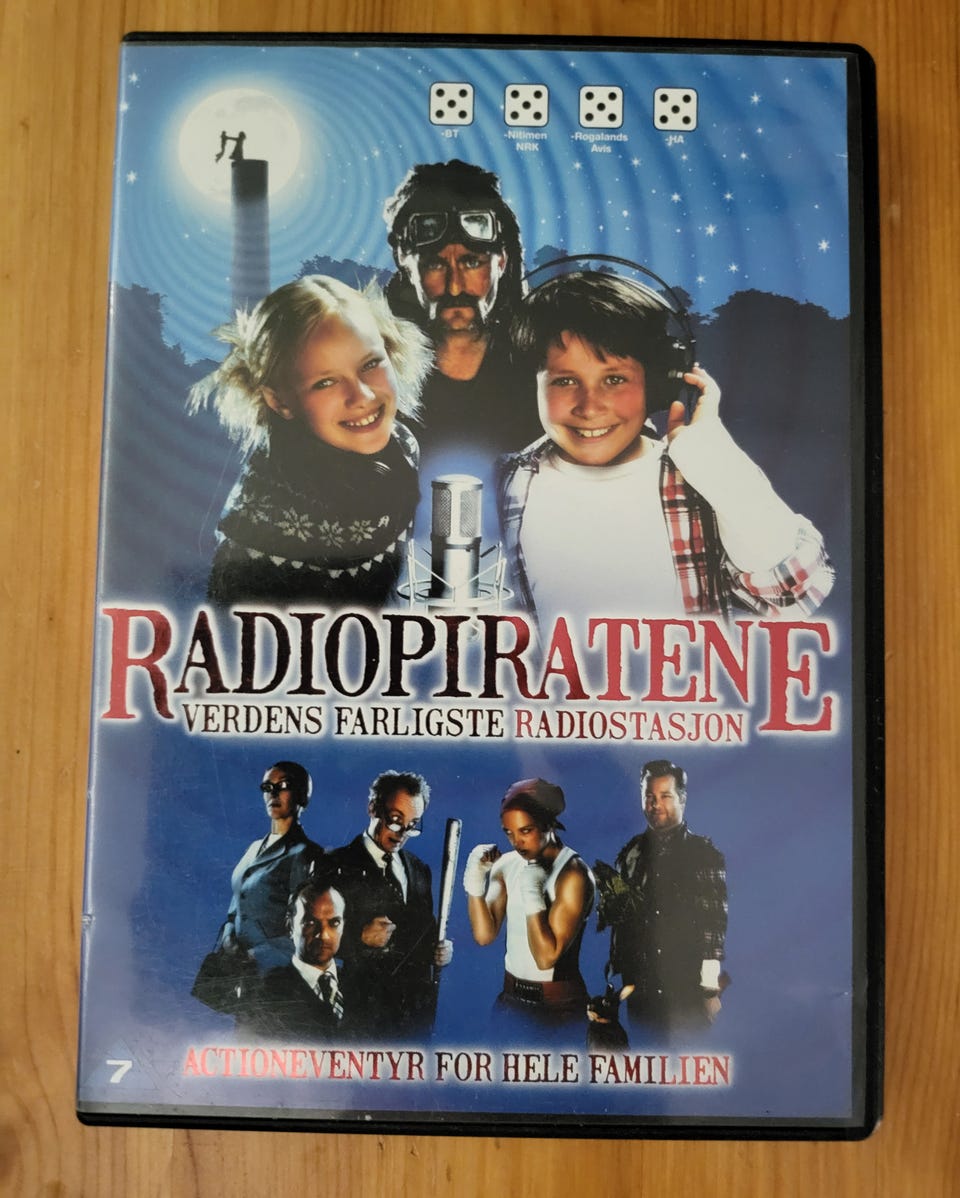 -BT
-Nitimen
NRK
-Rogalands
Avis
-HA
RADIOPIRATENE
VERDENS FARLIGSTE RADIOSTASJON
7
ACTIONEVENTYR FOR HELE FAMILIEN